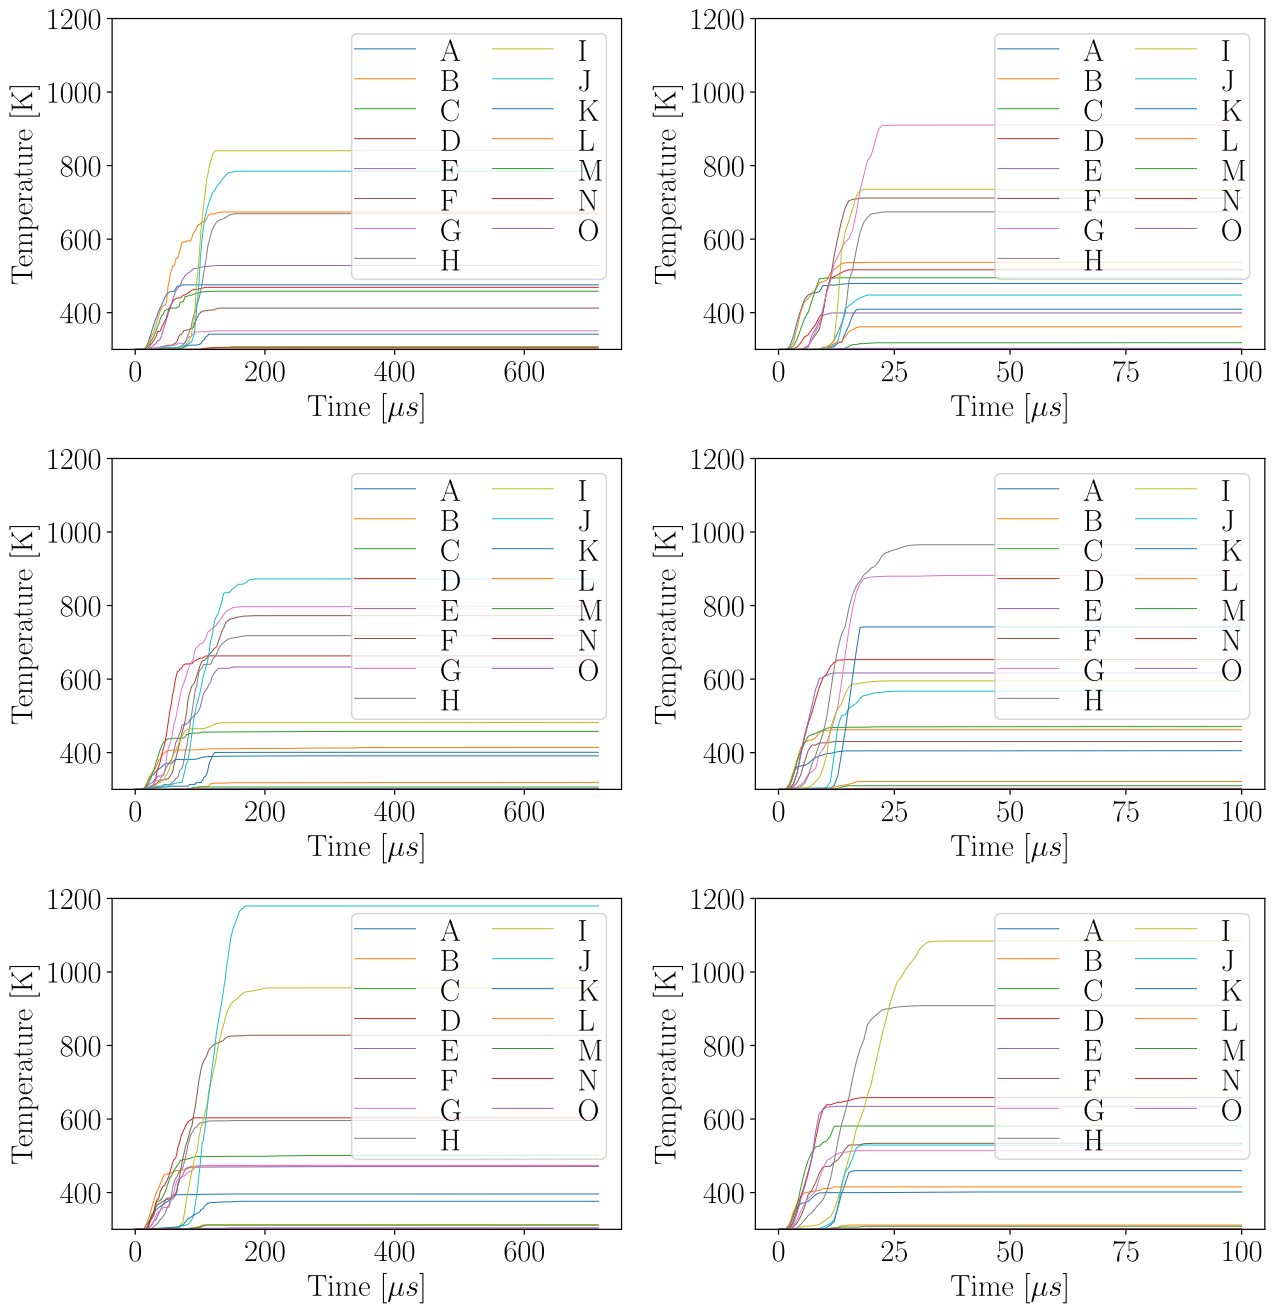 1200
1000
800
600
400
Temperature [K]
A I
B J
C K
D L
E M
F N
G O
H
0 200 400 600
Time [μs]
1200
1000
800
600
400
Temperature [K]
A I
B J
C K
D L
E M
F N
G O
H
0 25 50 75 100
Time [μs]
1200
1000
800
600
400
Temperature [K]
A I
B J
C K
D L
E M
F N
G O
H
0 200 400 600
Time [μs]
1200
1000
800
600
400
Temperature [K]
A I
B J
C K
D L
E M
F N
G O
H
0 25 50 75 100
Time [μs]
1200
1000
800
600
400
Temperature [K]
A I
B J
C K
D L
E M
F N
G O
H
0 200 400 600
Time [μs]
1200
1000
800
600
400
Temperature [K]
A I
B J
C K
D L
E M
F N
G O
H
0 25 50 75 100
Time [μs]